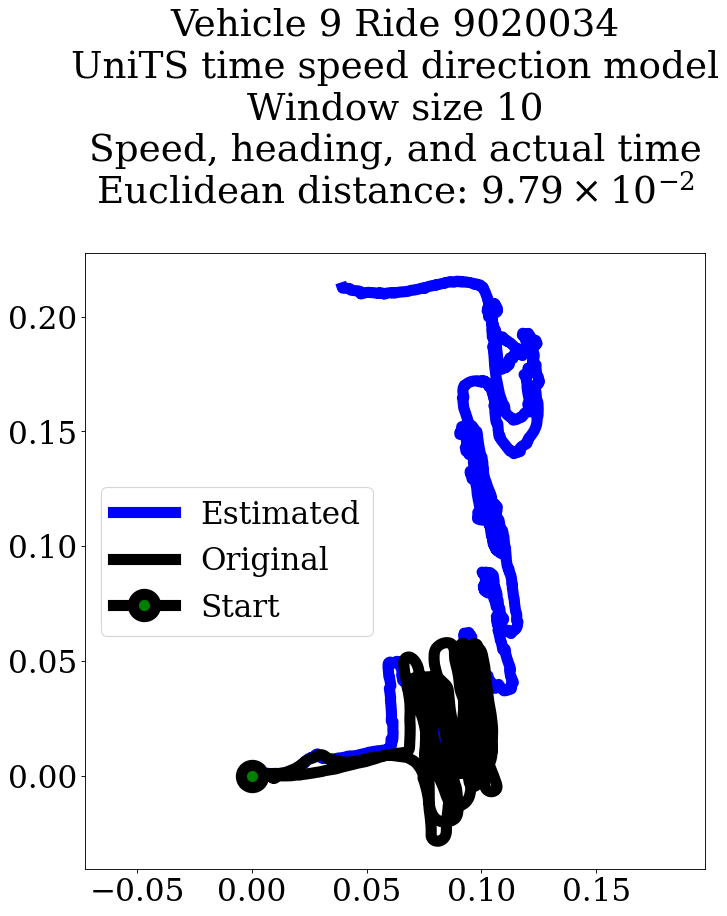 Vehicle 9 Ride 9020034
UniTS time speed direction model
Window size 10
Speed, heading, and actual time
Euclidean distance: 9.79 × 10⁻²
0.20
0.15
0.10
0.05
0.00
Estimated
Original
Start
−0.05 0.00 0.05 0.10 0.15